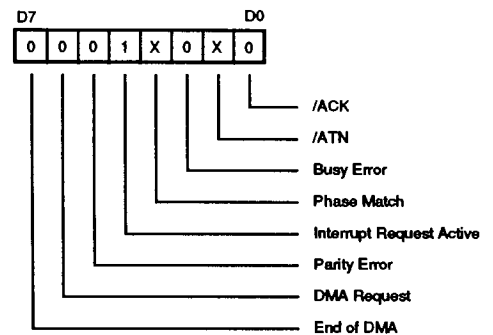 D7 D0
0 0 0 1 X 0 X 0
/ACK
/ATN
Busy Error
Phase Match
Interrupt Request Active
Parity Error
DMA Request
End of DMA